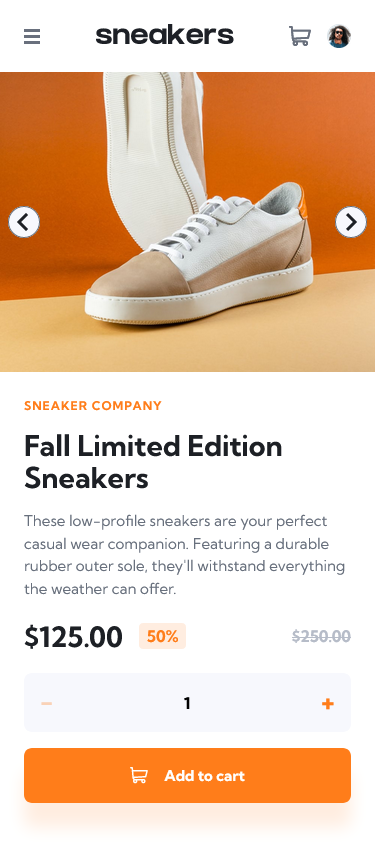 sneakers
SNEAKER COMPANY
Fall Limited Edition
Sneakers
These low-profile sneakers are your perfect
casual wear companion. Featuring a durable
rubber outer sole, they'll withstand everything
the weather can offer.
$125.00 50% $250.00
− 1 +
Add to cart